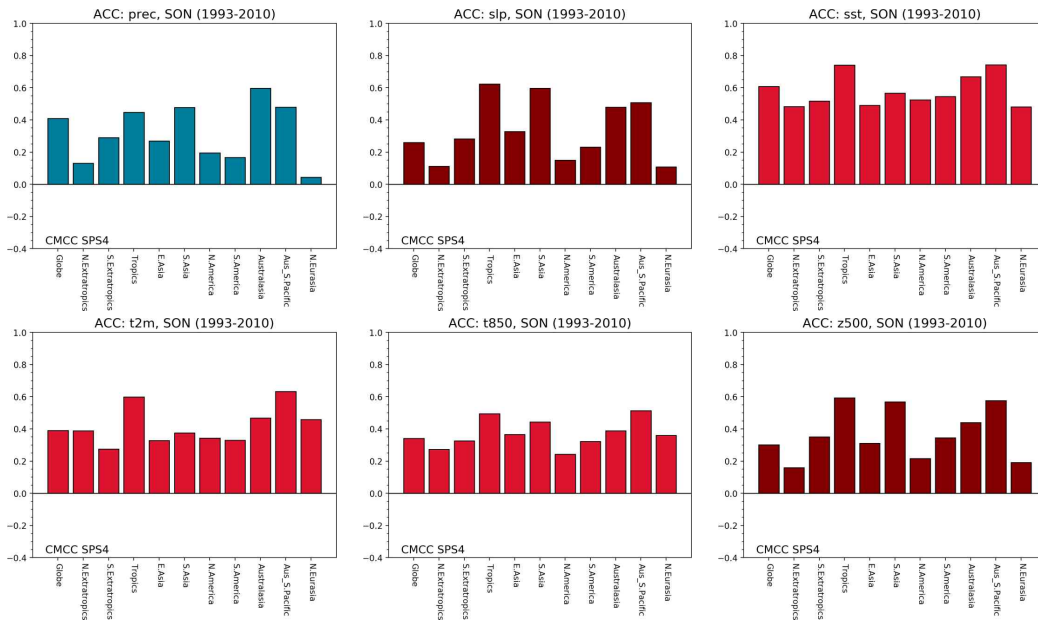 ACC: prec, SON (1993-2010)
1.0
0.8
0.6
0.4
0.2
0.0
−0.2
−0.4
CMCC SPS4
Globe
N.Extratropics
S.Extratropics
Tropics
E.Asia
S.Asia
N.America
S.America
Australasia
Aus_S.Pacific
N.Eurasia
ACC: slp, SON (1993-2010)
1.0
0.8
0.6
0.4
0.2
0.0
−0.2
−0.4
CMCC SPS4
Globe
N.Extratropics
S.Extratropics
Tropics
E.Asia
S.Asia
N.America
S.America
Australasia
Aus_S.Pacific
N.Eurasia
ACC: sst, SON (1993-2010)
1.0
0.8
0.6
0.4
0.2
0.0
−0.2
−0.4
CMCC SPS4
Globe
N.Extratropics
S.Extratropics
Tropics
E.Asia
S.Asia
N.America
S.America
Australasia
Aus_S.Pacific
N.Eurasia
ACC: t2m, SON (1993-2010)
1.0
0.8
0.6
0.4
0.2
0.0
−0.2
−0.4
CMCC SPS4
Globe
N.Extratropics
S.Extratropics
Tropics
E.Asia
S.Asia
N.America
S.America
Australasia
Aus_S.Pacific
N.Eurasia
ACC: t850, SON (1993-2010)
1.0
0.8
0.6
0.4
0.2
0.0
−0.2
−0.4
CMCC SPS4
Globe
N.Extratropics
S.Extratropics
Tropics
E.Asia
S.Asia
N.America
S.America
Australasia
Aus_S.Pacific
N.Eurasia
ACC: z500, SON (1993-2010)
1.0
0.8
0.6
0.4
0.2
0.0
−0.2
−0.4
CMCC SPS4
Globe
N.Extratropics
S.Extratropics
Tropics
E.Asia
S.Asia
N.America
S.America
Australasia
Aus_S.Pacific
N.Eurasia